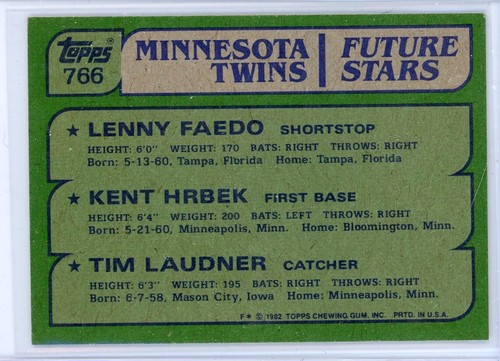 Topps
766
MINNESOTA TWINS | FUTURE STARS
★ LENNY FAEDO SHORTSTOP
HEIGHT: 6'0" WEIGHT: 170 BATS: RIGHT THROWS: RIGHT
Born: 5-13-60, Tampa, Florida Home: Tampa, Florida
★ KENT HRBEK FIRST BASE
HEIGHT: 6'4" WEIGHT: 200 BATS: LEFT THROWS: RIGHT
Born: 5-21-60, Minneapolis, Minn. Home: Bloomington, Minn.
★ TIM LAUDNER CATCHER
HEIGHT: 6'3" WEIGHT: 195 BATS: RIGHT THROWS: RIGHT
Born: 6-7-58, Mason City, Iowa Home: Minneapolis, Minn.
F* © 1982 TOPPS CHEWING GUM, INC. PRTD. IN U.S.A.